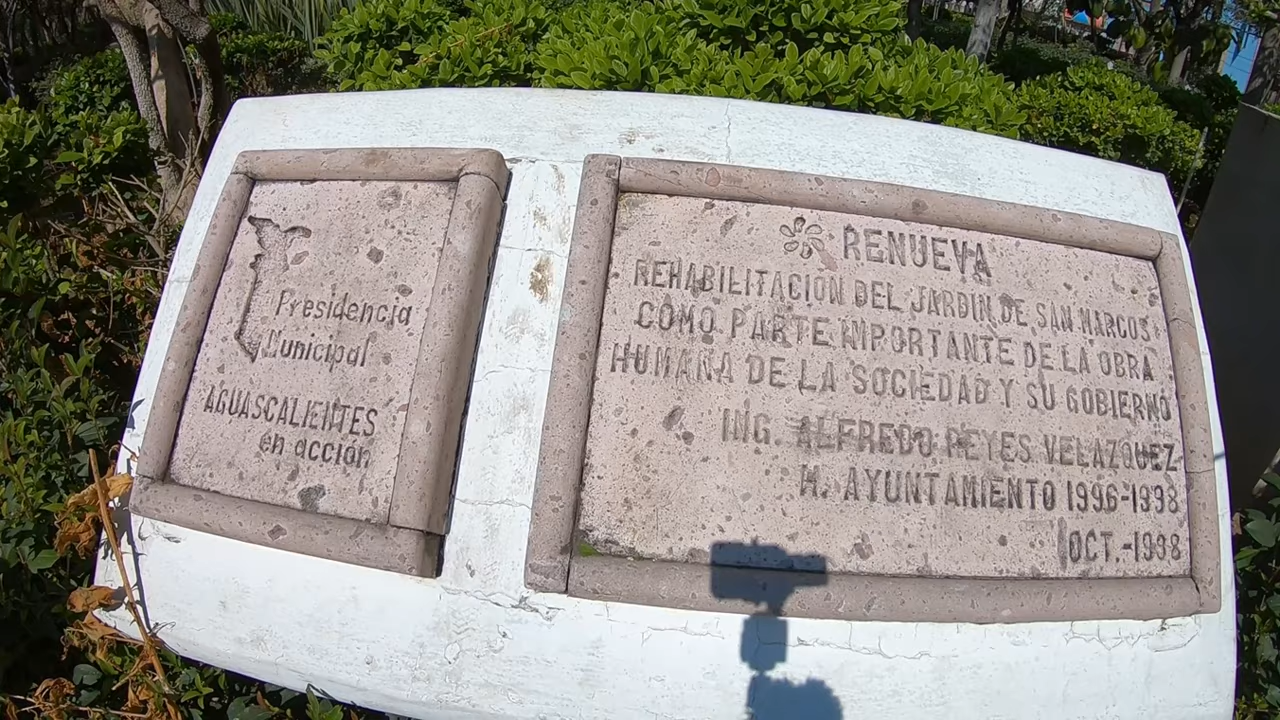 Presidencia
Municipal
AGUASCALIENTES
en acción
RENUEVA
REHABILITACION DEL JARDIN DE SAN MARCOS
COMO PARTE IMPORTANTE DE LA OBRA
HUMANA DE LA SOCIEDAD Y SU GOBIERNO
ING. ALFREDO REYES VELAZQUEZ
H. AYUNTAMIENTO 1996-1998
OCT.-1998